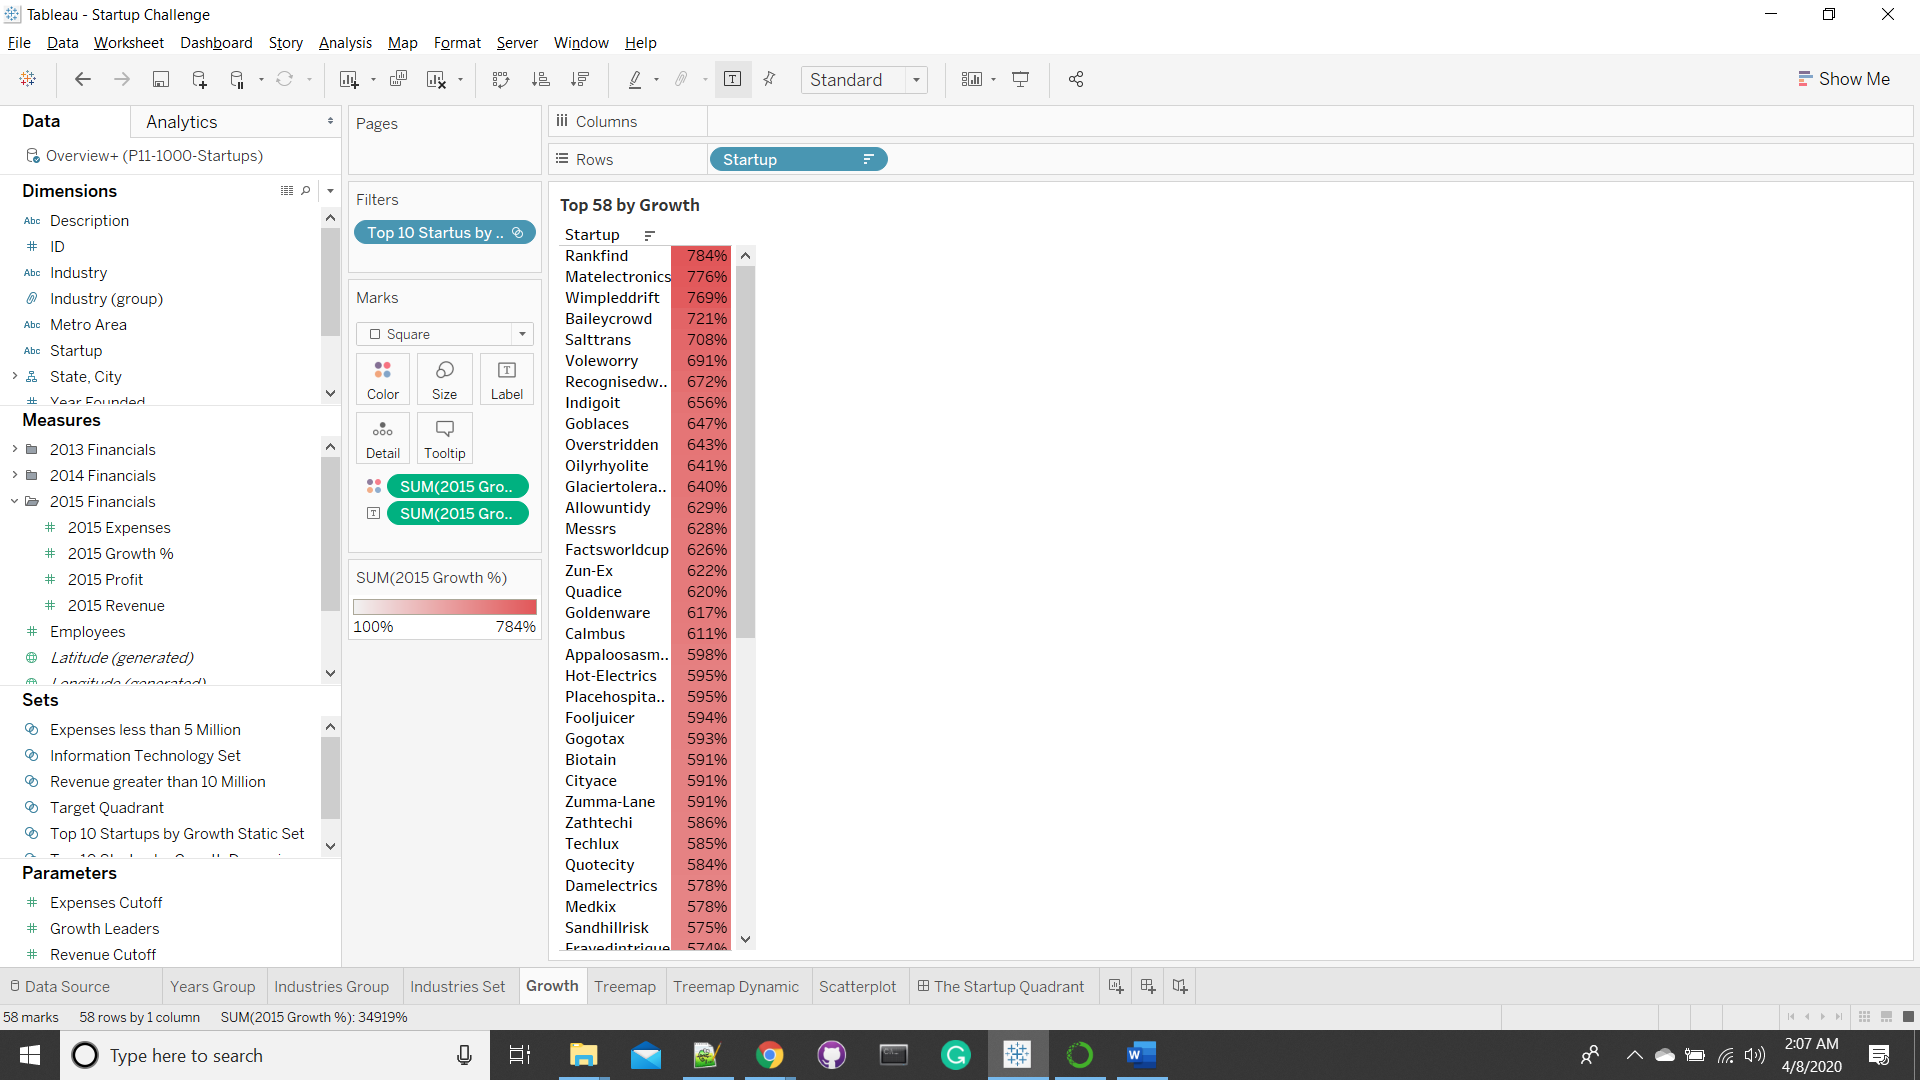 Tableau - Startup Challenge
File Data Worksheet Dashboard Story Analysis Map Format Server Window Help
Standard
Show Me
Data
Analytics
Overview+ (P11-1000-Startups)
Dimensions
Abc Description
ID
Abc Industry
Industry (group)
Abc Metro Area
Abc Startup
State, City
Year Founded
Measures
2013 Financials
2014 Financials
2015 Financials
2015 Expenses
2015 Growth %
2015 Profit
2015 Revenue
Employees
Latitude (generated)
Longitude (generated)
Sets
Expenses less than 5 Million
Information Technology Set
Revenue greater than 10 Million
Target Quadrant
Top 10 Startups by Growth Static Set
Parameters
Expenses Cutoff
Growth Leaders
Revenue Cutoff
Pages
Filters
Top 10 Startus by ..
Marks
Square
Color Size Label
Detail Tooltip
SUM(2015 Gro..
SUM(2015 Gro..
SUM(2015 Growth %)
100% 784%
Columns
Rows
Startup
Top 58 by Growth
Startup
Rankfind 784%
Matelectronics 776%
Wimpleddrift 769%
Baileycrowd 721%
Salttrans 708%
Voleworry 691%
Recognisedw.. 672%
Indigoit 656%
Goblaces 647%
Overstridden 643%
Oilyrhyolite 641%
Glaciertolera.. 640%
Allowuntidy 629%
Messrs 628%
Factsworldcup 626%
Zun-Ex 622%
Quadice 620%
Goldenware 617%
Calmbus 611%
Appaloosasm.. 598%
Hot-Electrics 595%
Placehospita.. 595%
Fooljuicer 594%
Gogotax 593%
Biotain 591%
Cityace 591%
Zumma-Lane 591%
Zathtechi 586%
Techlux 585%
Quotecity 584%
Damelectrics 578%
Medkix 578%
Sandhillrisk 575%
Frayedintrigue 574%
Data Source Years Group Industries Group Industries Set Growth Treemap Treemap Dynamic Scatterplot The Startup Quadrant
58 marks 58 rows by 1 column SUM(2015 Growth %): 34919%
Type here to search
2:07 AM
4/8/2020